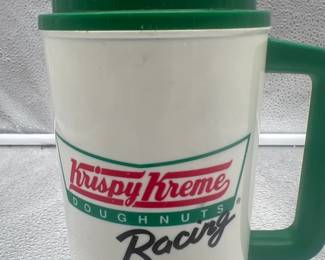 Krispy Kreme
DOUGHNUTS
®
Racing